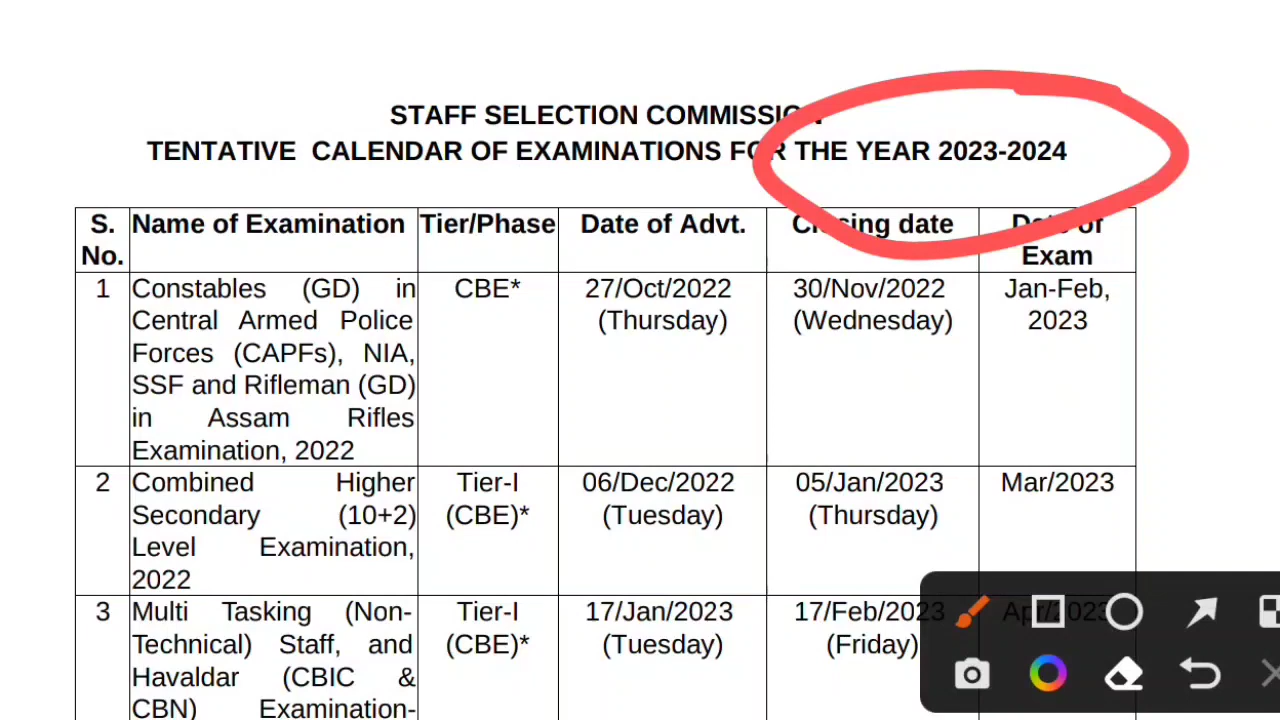 STAFF SELECTION COMMISSION
TENTATIVE CALENDAR OF EXAMINATIONS FOR THE YEAR 2023-2024
S. No. Name of Examination Tier/Phase Date of Advt. Closing date Date of Exam
1 Constables (GD) in CBE* 27/Oct/2022 30/Nov/2022 Jan-Feb,
Central Armed Police (Thursday) (Wednesday) 2023
Forces (CAPFs), NIA,
SSF and Rifleman (GD)
in Assam Rifles
Examination, 2022
2 Combined Higher Tier-I 06/Dec/2022 05/Jan/2023 Mar/2023
Secondary (10+2) (CBE)* (Tuesday) (Thursday)
Level Examination,
2022
3 Multi Tasking (Non- Tier-I 17/Jan/2023 17/Feb/2023 Apr/2023
Technical) Staff, and (CBE)* (Tuesday) (Friday)
Havaldar (CBIC &
CBN) Examination-